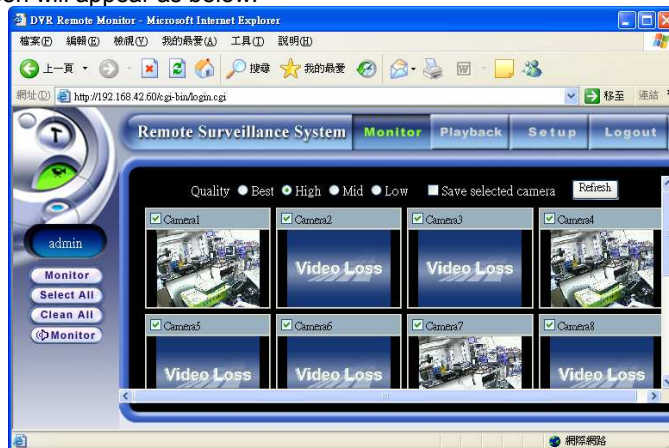 on will appear as below.
DVR Remote Monitor - Microsoft Internet Explorer
檔案(F) 編輯(E) 檢視(V) 我的最愛(A) 工具(T) 說明(H)
上一頁 搜尋 我的最愛
網址(D) http://192.168.42.60/cgi-bin/login.cgi 移至 連結
T
Remote Surveillance System Monitor Playback Setup Logout
Quality Best High Mid Low Save selected camera Refresh
admin
Monitor
Select All
Clean All
Monitor
Camera1 Camera2 Camera3 Camera4
Video Loss Video Loss
Camera5 Camera6 Camera7 Camera8
Video Loss Video Loss Video Loss
網際網路